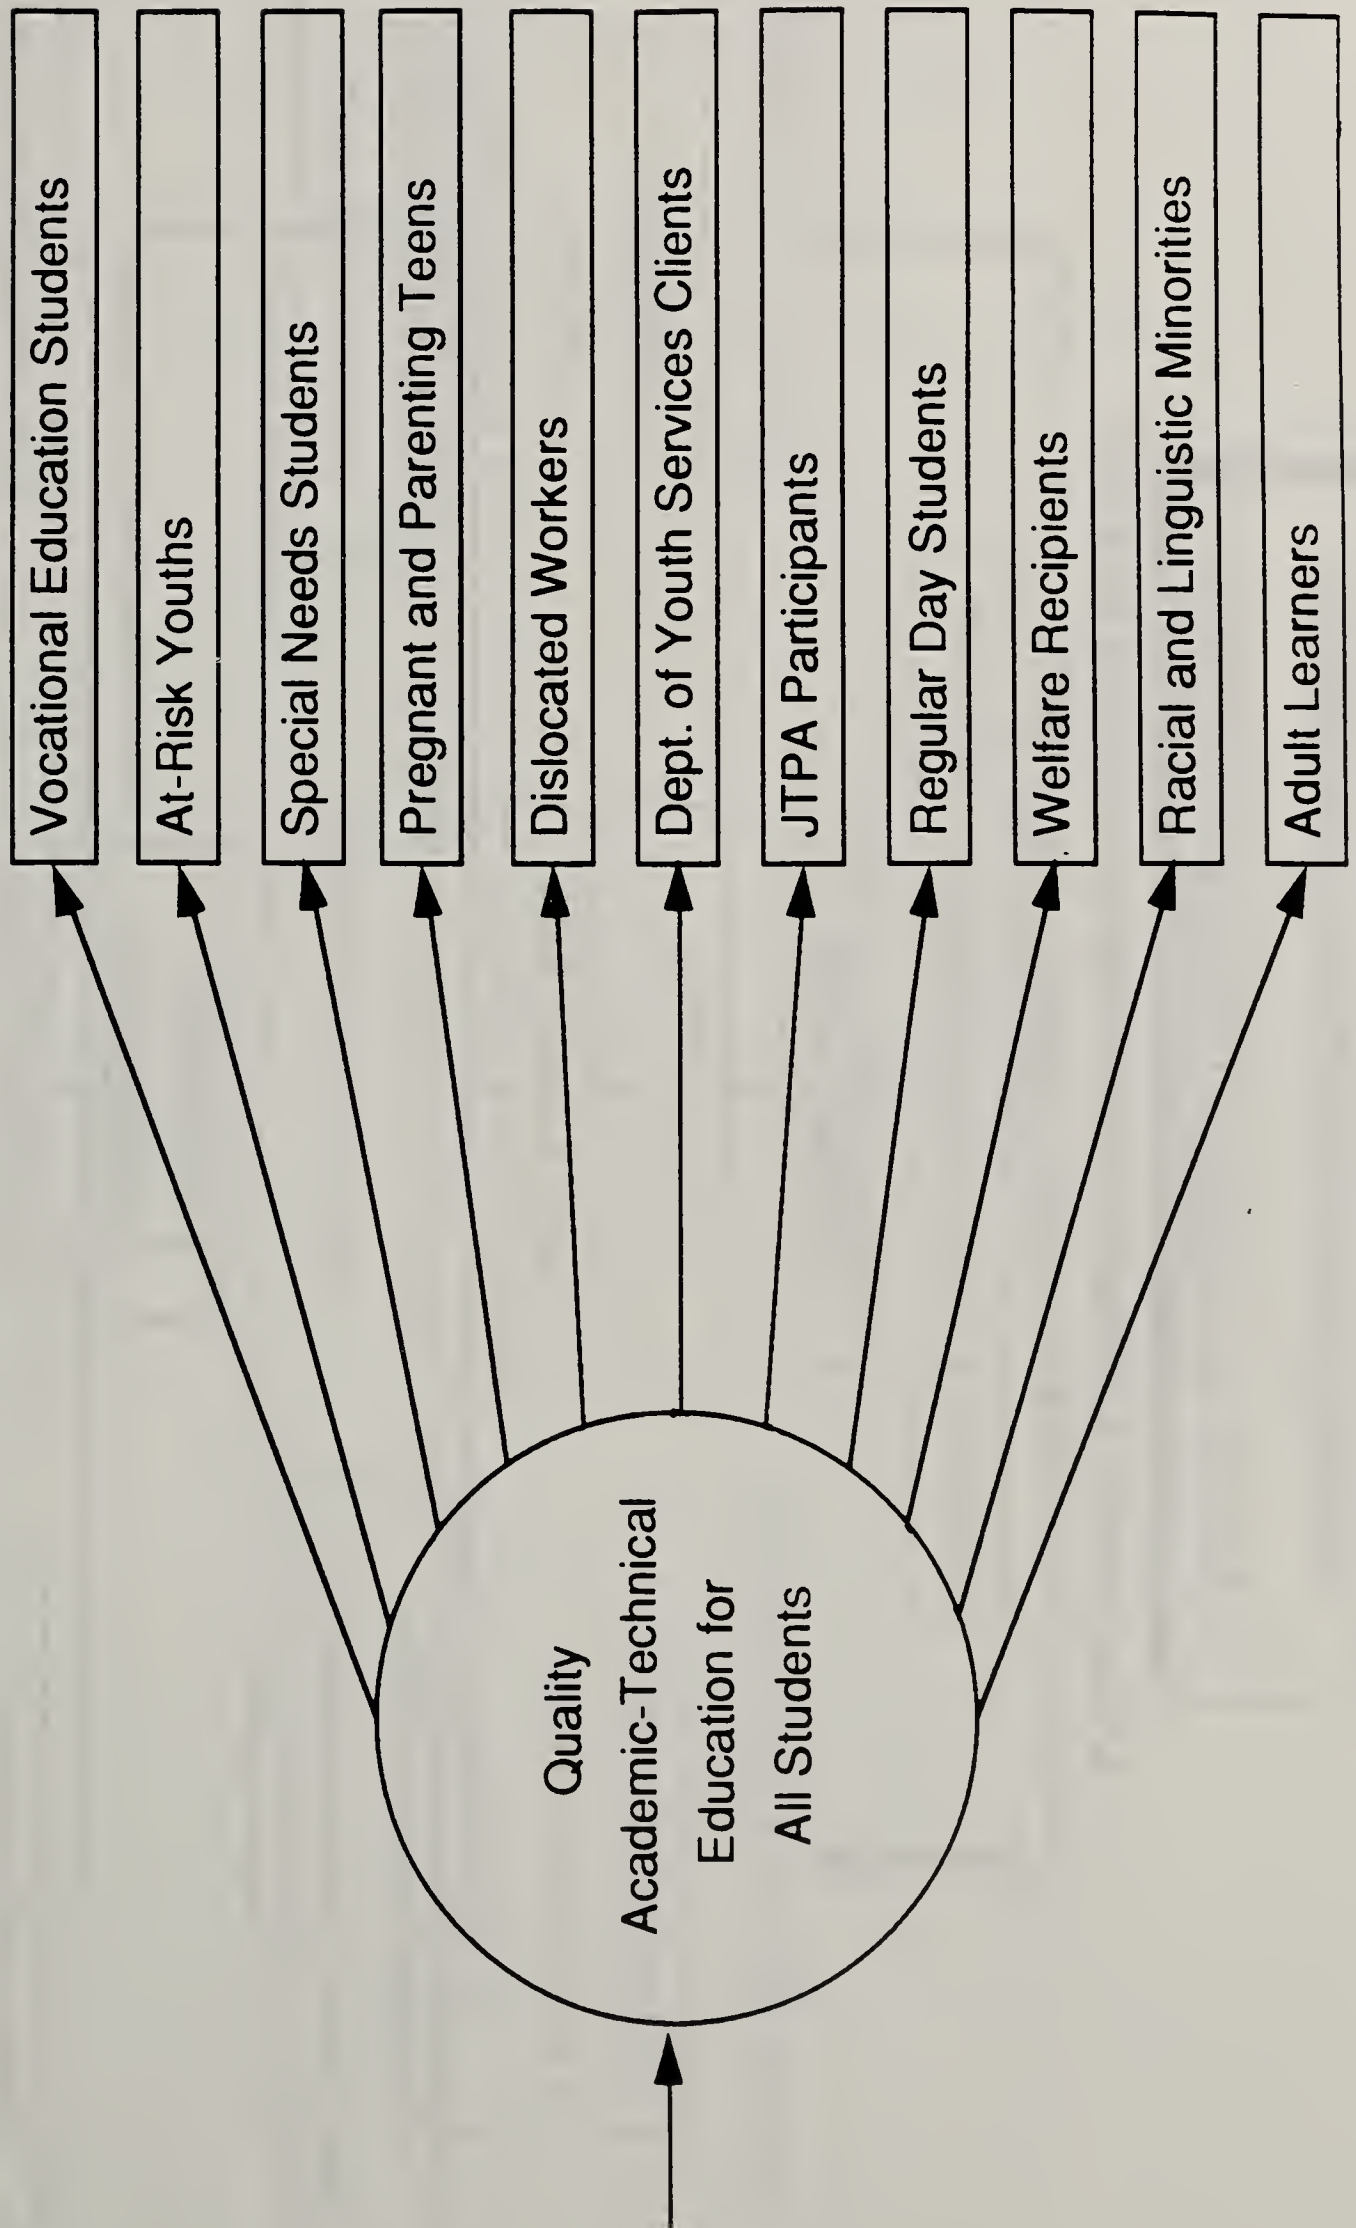 Quality
Academic-Technical
Education for
All Students
Vocational Education Students
At-Risk Youths
Special Needs Students
Pregnant and Parenting Teens
Dislocated Workers
Dept. of Youth Services Clients
JTPA Participants
Regular Day Students
Welfare Recipients
Racial and Linguistic Minorities
Adult Learners